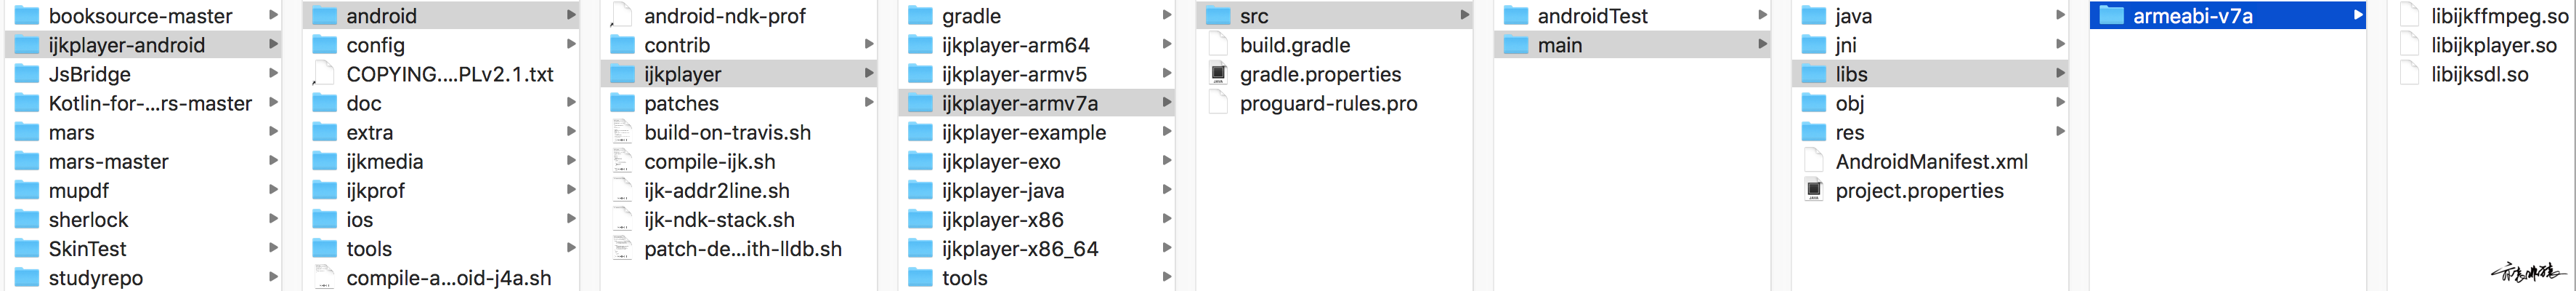 booksource-master
ijkplayer-android
JsBridge
Kotlin-for-...rs-master
mars
mars-master
mupdf
sherlock
SkinTest
studyrepo
android
config
COPYING....PLv2.1.txt
doc
extra
ijkmedia
ijkprof
ios
tools
compile-a...oid-j4a.sh
android-ndk-prof
contrib
ijkplayer
patches
build-on-travis.sh
compile-ijk.sh
ijk-addr2line.sh
ijk-ndk-stack.sh
patch-de...ith-lldb.sh
gradle
ijkplayer-arm64
ijkplayer-armv5
ijkplayer-armv7a
ijkplayer-example
ijkplayer-exo
ijkplayer-java
ijkplayer-x86
ijkplayer-x86_64
tools
src
build.gradle
gradle.properties
proguard-rules.pro
androidTest
main
java
jni
libs
obj
res
AndroidManifest.xml
project.properties
armeabi-v7a
libijkffmpeg.so
libijkplayer.so
libijksdl.so